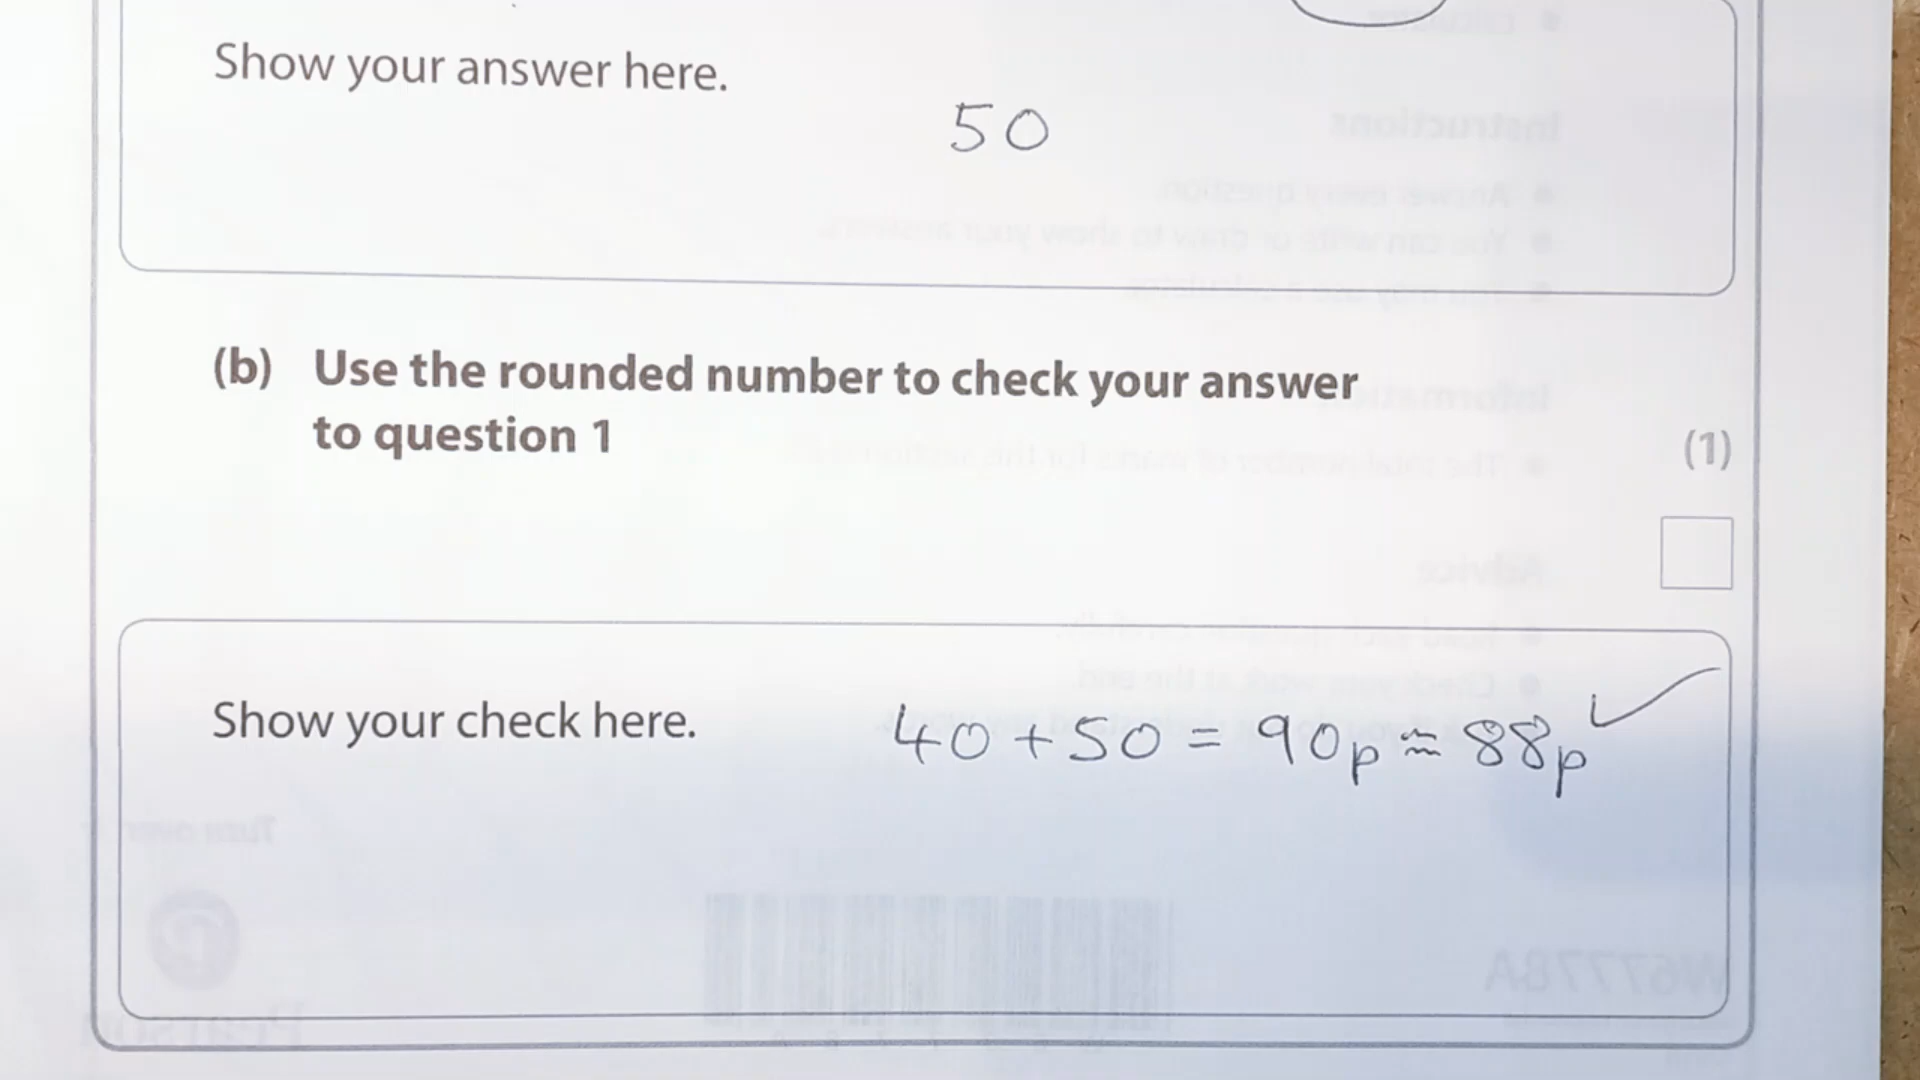 Show your answer here.
50
(b) Use the rounded number to check your answer
to question 1
(1)
Show your check here.
40 + 50 = 90p ≈ 88p ✓